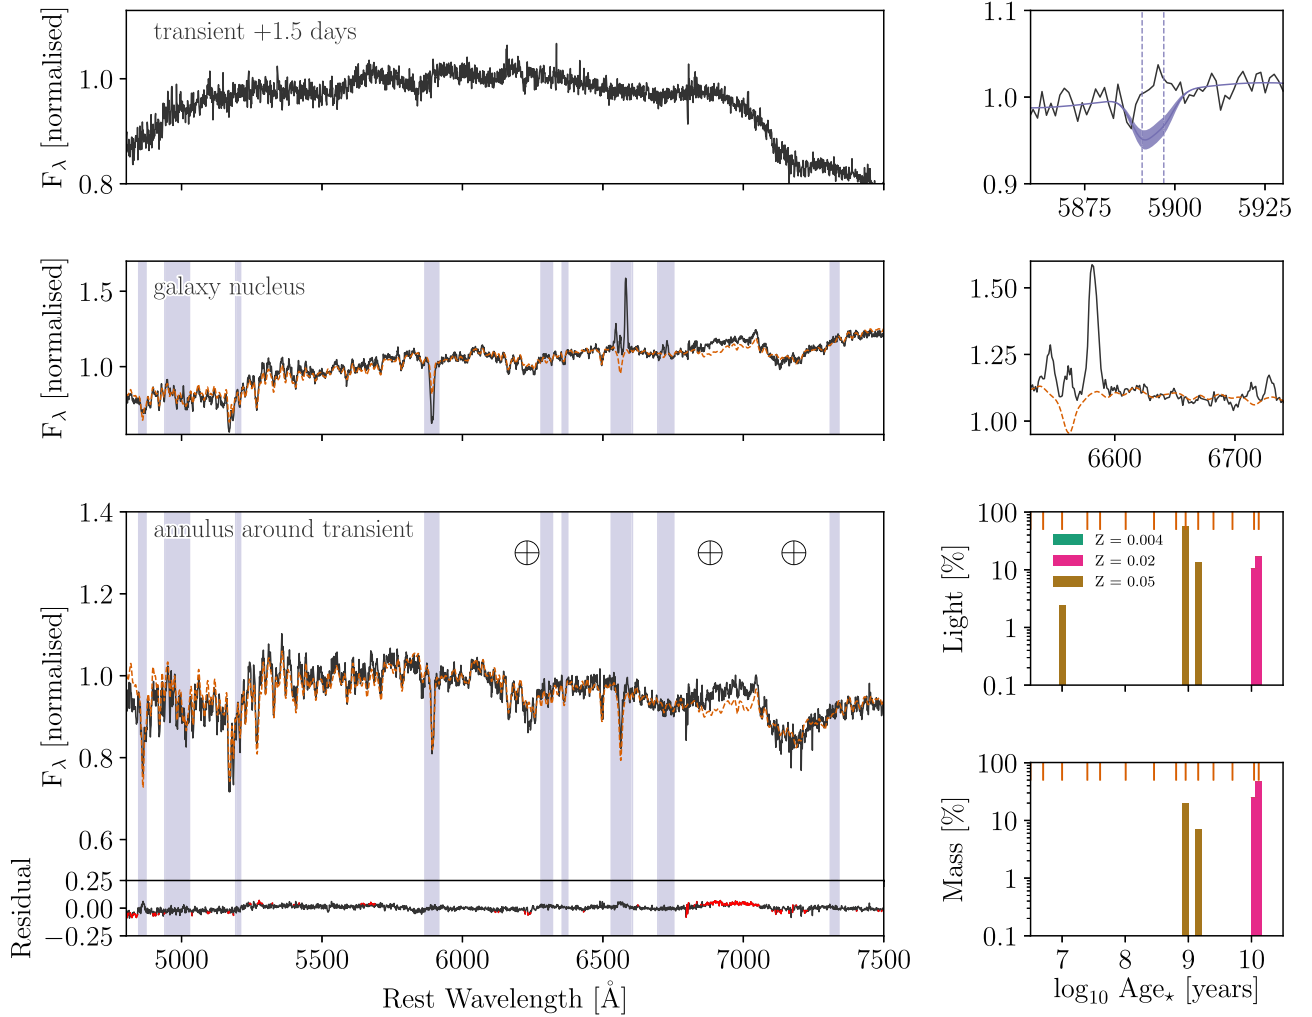 transient +1.5 days
F_λ [normalised]
1.0
0.8
1.1
1.0
0.9
5875 5900 5925
galaxy nucleus
F_λ [normalised]
1.5
1.0
1.50
1.25
1.00
6600 6700
annulus around transient
F_λ [normalised]
1.4
1.2
1.0
0.8
0.6
Residual
0.25
0.00
−0.25
5000 5500 6000 6500 7000 7500
Rest Wavelength [Å]
Light [%]
100
10
1
0.1
Z = 0.004
Z = 0.02
Z = 0.05
Mass [%]
100
10
1
0.1
7 8 9 10
log₁₀ Age⋆ [years]